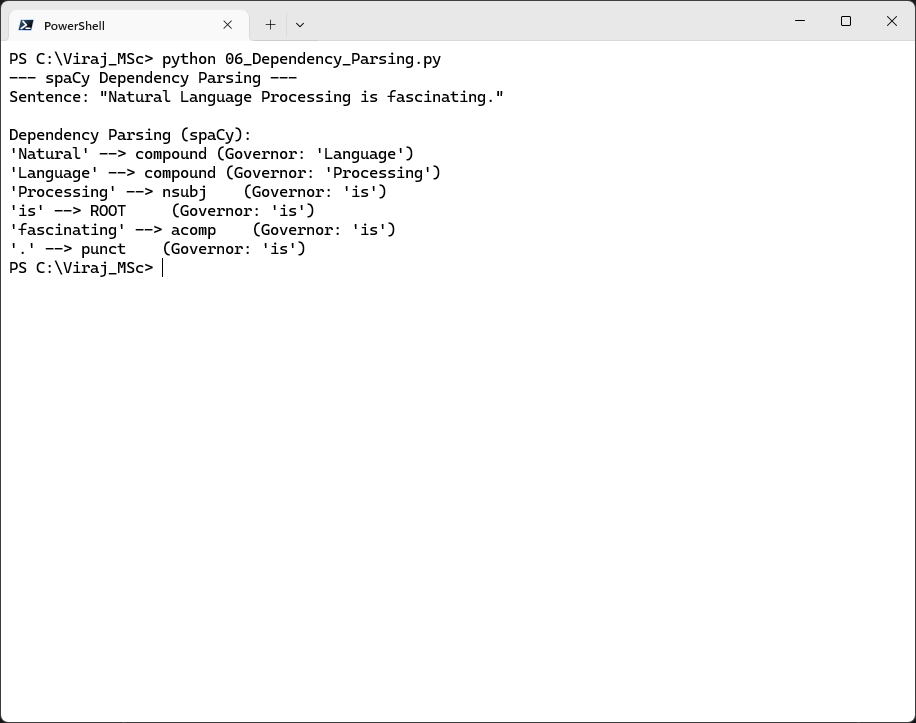 PowerShell
PS C:\Viraj_MSc> python 06_Dependency_Parsing.py
--- spaCy Dependency Parsing ---
Sentence: "Natural Language Processing is fascinating."

Dependency Parsing (spaCy):
'Natural' --> compound (Governor: 'Language')
'Language' --> compound (Governor: 'Processing')
'Processing' --> nsubj    (Governor: 'is')
'is' --> ROOT     (Governor: 'is')
'fascinating' --> acomp    (Governor: 'is')
'.' --> punct    (Governor: 'is')
PS C:\Viraj_MSc>